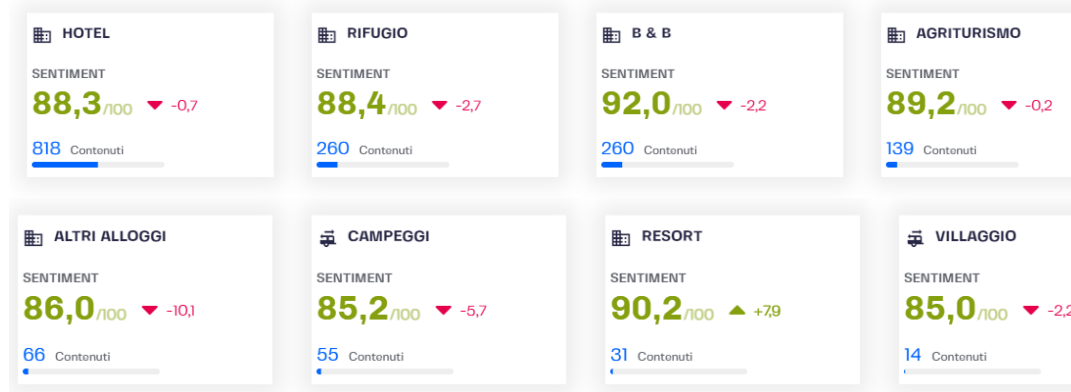 HOTEL
SENTIMENT
88,3/100 -0,7
818 Contenuti
RIFUGIO
SENTIMENT
88,4/100 -2,7
260 Contenuti
B & B
SENTIMENT
92,0/100 -2,2
260 Contenuti
AGRITURISMO
SENTIMENT
89,2/100 -0,2
139 Contenuti
ALTRI ALLOGGI
SENTIMENT
86,0/100 -10,1
66 Contenuti
CAMPEGGI
SENTIMENT
85,2/100 -5,7
55 Contenuti
RESORT
SENTIMENT
90,2/100 +7,9
31 Contenuti
VILLAGGIO
SENTIMENT
85,0/100 -2,2
14 Contenuti